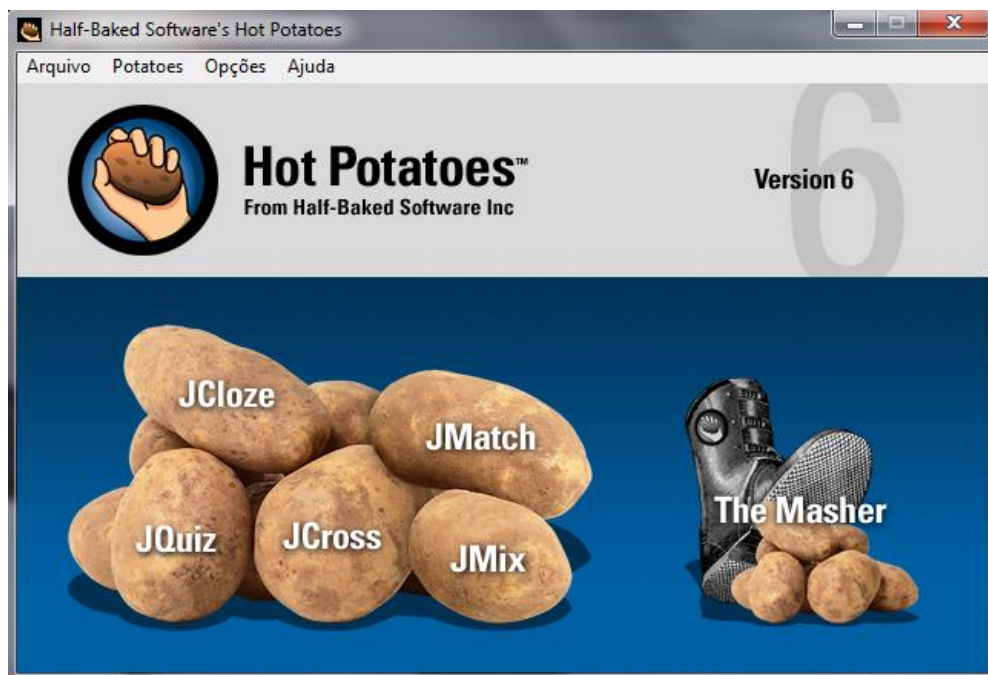 Half-Baked Software's Hot Potatoes
Arquivo Potatoes Opções Ajuda
Hot Potatoes™
From Half-Baked Software Inc
6
Version 6
JCloze
JMatch
JQuiz
JCross
JMix
The Masher